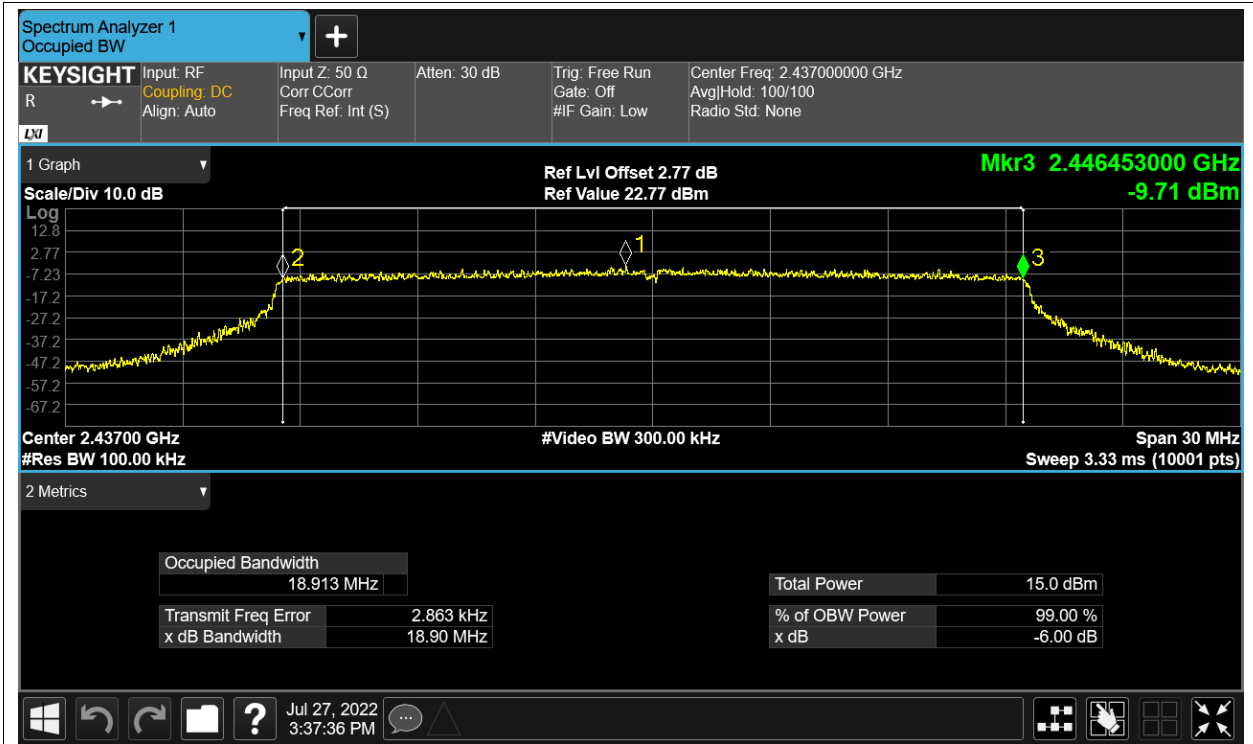 Spectrum Analyzer 1
Occupied BW
KEYSIGHT
R
LXI
Input: RF
Coupling: DC
Align: Auto
Input Z: 50 Ω
Corr CCorr
Freq Ref: Int (S)
Atten: 30 dB
Trig: Free Run
Gate: Off
#IF Gain: Low
Center Freq: 2.437000000 GHz
Avg|Hold: 100/100
Radio Std: None
1 Graph
Scale/Div 10.0 dB
Ref Lvl Offset 2.77 dB
Ref Value 22.77 dBm
Mkr3 2.446453000 GHz
-9.71 dBm
Log
12.8
2.77
-7.23
-17.2
-27.2
-37.2
-47.2
-57.2
-67.2
2
1
3
Center 2.43700 GHz
#Res BW 100.00 kHz
#Video BW 300.00 kHz
Span 30 MHz
Sweep 3.33 ms (10001 pts)
2 Metrics
Occupied Bandwidth
18.913 MHz
Transmit Freq Error 2.863 kHz
x dB Bandwidth 18.90 MHz
Total Power 15.0 dBm
% of OBW Power 99.00 %
x dB -6.00 dB
?
Jul 27, 2022
3:37:36 PM